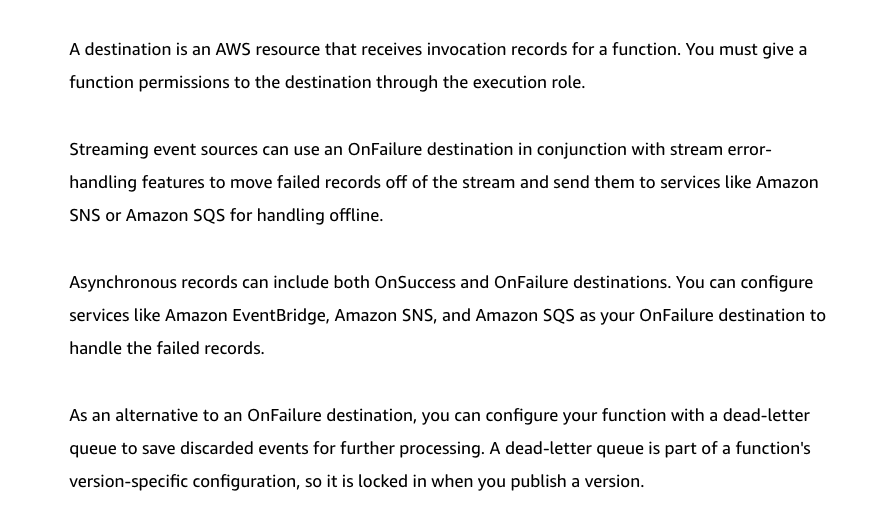 A destination is an AWS resource that receives invocation records for a function. You must give a
function permissions to the destination through the execution role.
Streaming event sources can use an OnFailure destination in conjunction with stream error-
handling features to move failed records off of the stream and send them to services like Amazon
SNS or Amazon SQS for handling offline.
Asynchronous records can include both OnSuccess and OnFailure destinations. You can configure
services like Amazon EventBridge, Amazon SNS, and Amazon SQS as your OnFailure destination to
handle the failed records.
As an alternative to an OnFailure destination, you can configure your function with a dead-letter
queue to save discarded events for further processing. A dead-letter queue is part of a function's
version-specific configuration, so it is locked in when you publish a version.